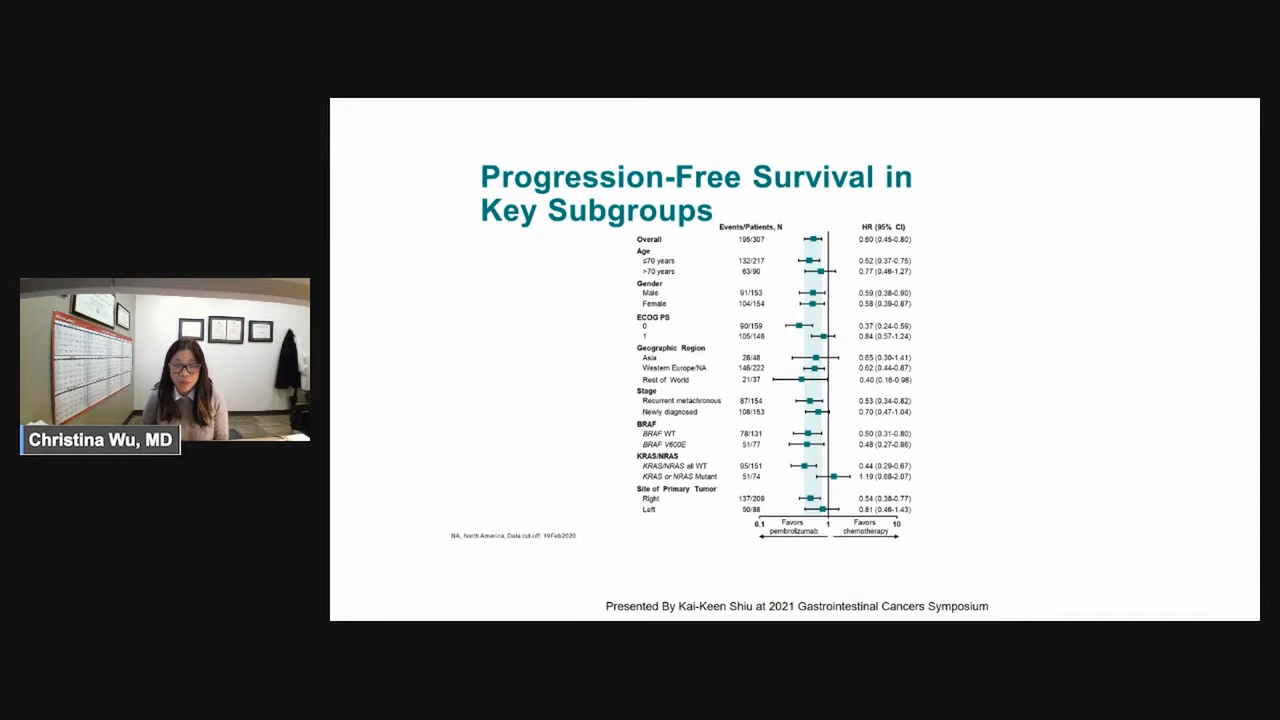 Progression-Free Survival in
Key Subgroups
Events/Patients, N HR (95% CI)
Overall 195/307 0.60 (0.45-0.80)
Age
≤70 years 132/217 0.52 (0.37-0.75)
>70 years 63/90 0.77 (0.46-1.27)
Gender
Male 91/153 0.59 (0.38-0.90)
Female 104/154 0.58 (0.39-0.87)
ECOG PS
0 90/159 0.37 (0.24-0.59)
1 105/148 0.84 (0.57-1.24)
Geographic Region
Asia 28/48 0.65 (0.30-1.41)
Western Europe/NA 146/222 0.62 (0.44-0.87)
Rest of World 21/37 0.40 (0.16-0.98)
Stage
Recurrent metachronous 87/154 0.53 (0.34-0.82)
Newly diagnosed 108/153 0.70 (0.47-1.04)
BRAF
BRAF WT 78/131 0.50 (0.31-0.80)
BRAF V600E 51/77 0.48 (0.27-0.86)
KRAS/NRAS
KRAS/NRAS all WT 95/151 0.44 (0.29-0.67)
KRAS or NRAS Mutant 51/74 1.19 (0.68-2.07)
Site of Primary Tumor
Right 137/209 0.54 (0.38-0.77)
Left 50/88 0.81 (0.46-1.43)
0.1 1 10
Favors pembrolizumab
Favors chemotherapy
NA, North America; Data cut-off: 19Feb2020.
Presented By Kai-Keen Shiu at 2021 Gastrointestinal Cancers Symposium
Christina Wu, MD